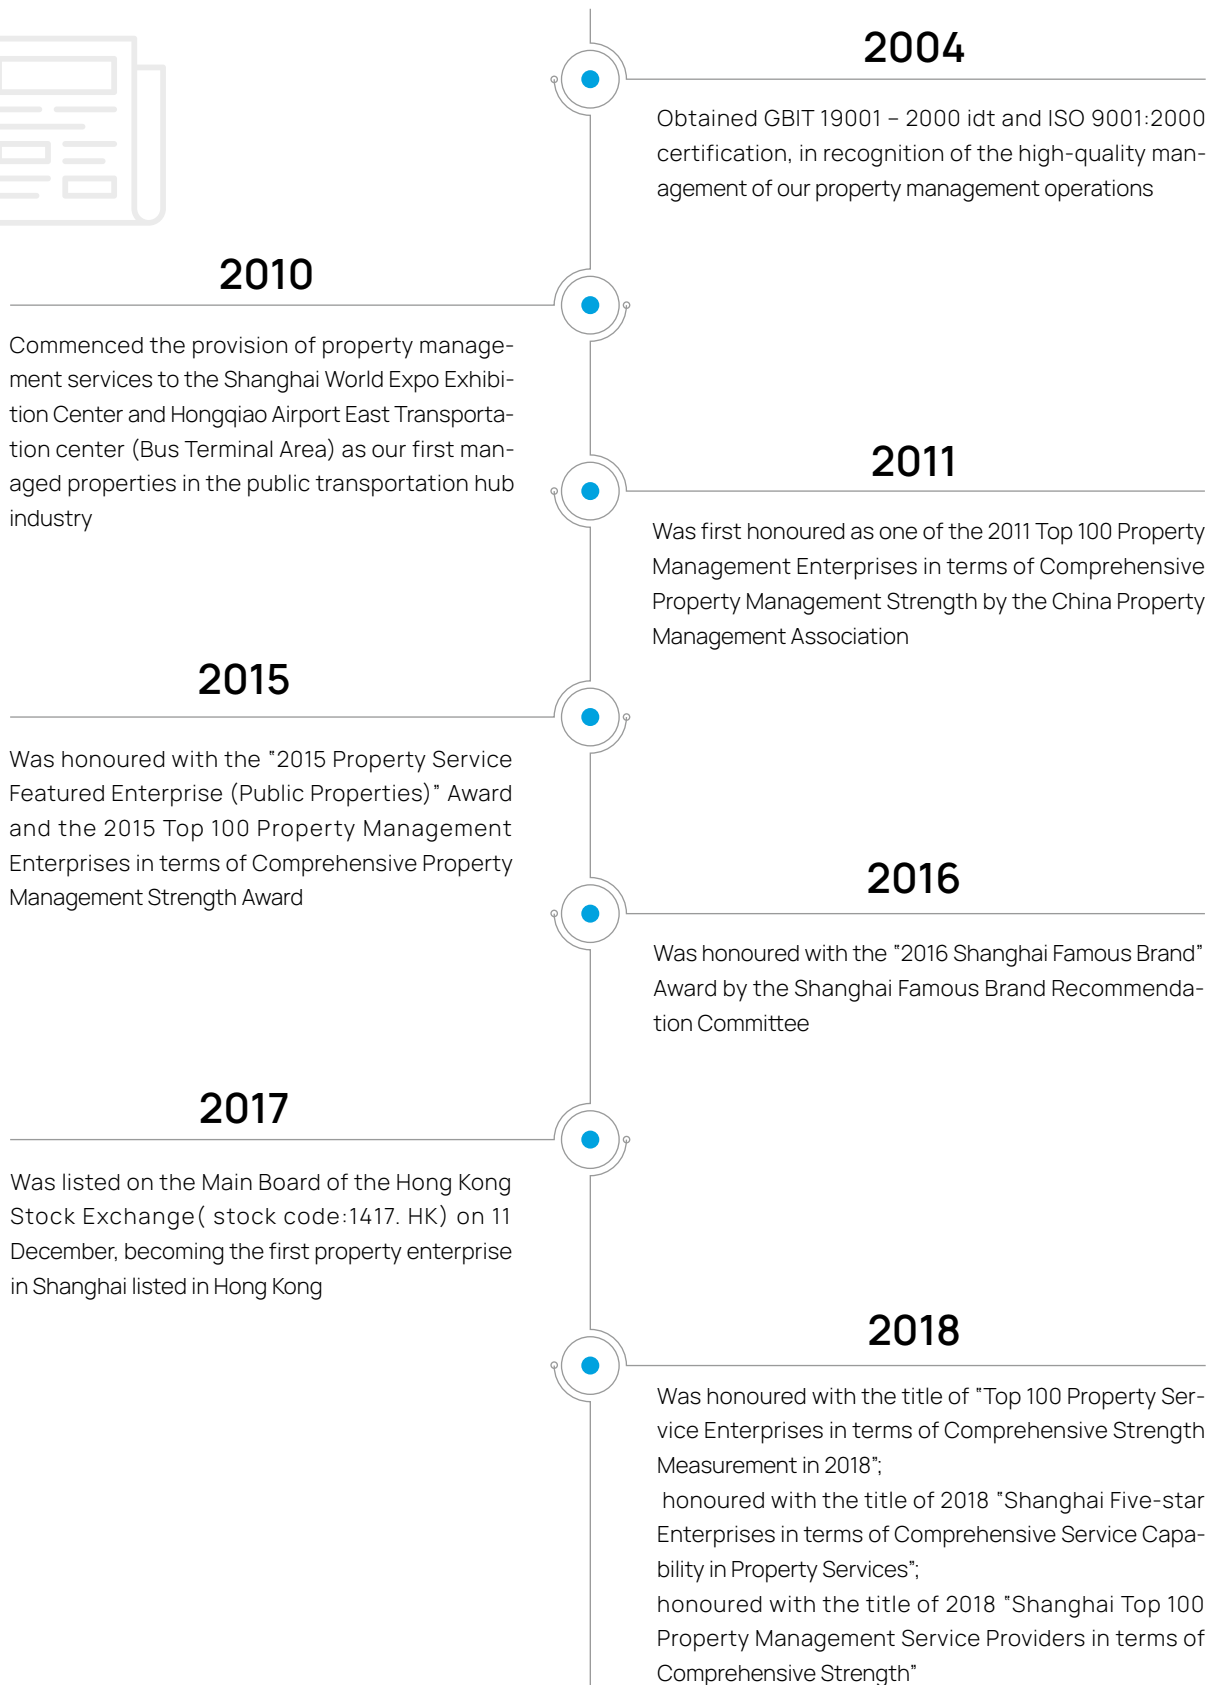 2004
Obtained GBIT 19001 – 2000 idt and ISO 9001:2000
certification, in recognition of the high-quality man-
agement of our property management operations
2010
Commenced the provision of property manage-
ment services to the Shanghai World Expo Exhibi-
tion Center and Hongqiao Airport East Transporta-
tion center (Bus Terminal Area) as our first man-
aged properties in the public transportation hub
industry
2011
Was first honoured as one of the 2011 Top 100 Property
Management Enterprises in terms of Comprehensive
Property Management Strength by the China Property
Management Association
2015
Was honoured with the "2015 Property Service
Featured Enterprise (Public Properties)" Award
and the 2015 Top 100 Property Management
Enterprises in terms of Comprehensive Property
Management Strength Award
2016
Was honoured with the "2016 Shanghai Famous Brand"
Award by the Shanghai Famous Brand Recommenda-
tion Committee
2017
Was listed on the Main Board of the Hong Kong
Stock Exchange( stock code:1417. HK) on 11
December, becoming the first property enterprise
in Shanghai listed in Hong Kong
2018
Was honoured with the title of "Top 100 Property Ser-
vice Enterprises in terms of Comprehensive Strength
Measurement in 2018";
honoured with the title of 2018 "Shanghai Five-star
Enterprises in terms of Comprehensive Service Capa-
bility in Property Services";
honoured with the title of 2018 "Shanghai Top 100
Property Management Service Providers in terms of
Comprehensive Strength"